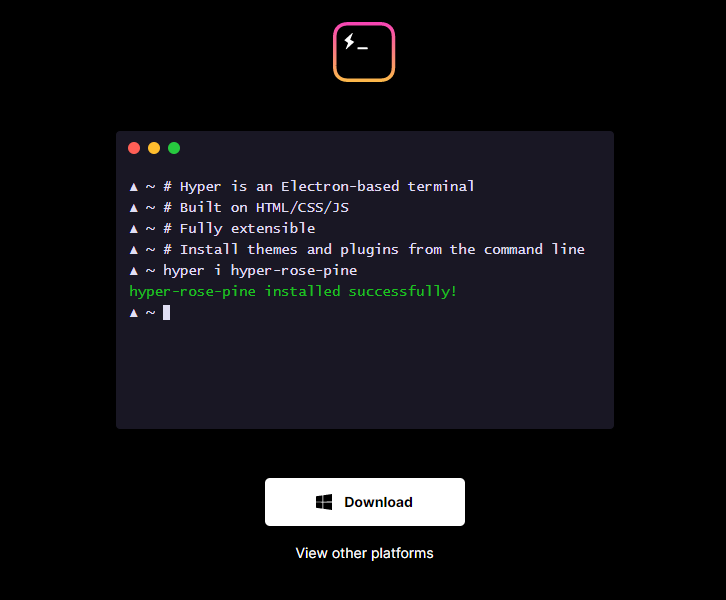 ▲ ~ # Hyper is an Electron-based terminal
▲ ~ # Built on HTML/CSS/JS
▲ ~ # Fully extensible
▲ ~ # Install themes and plugins from the command line
▲ ~ hyper i hyper-rose-pine
hyper-rose-pine installed successfully!
▲ ~
Download
View other platforms